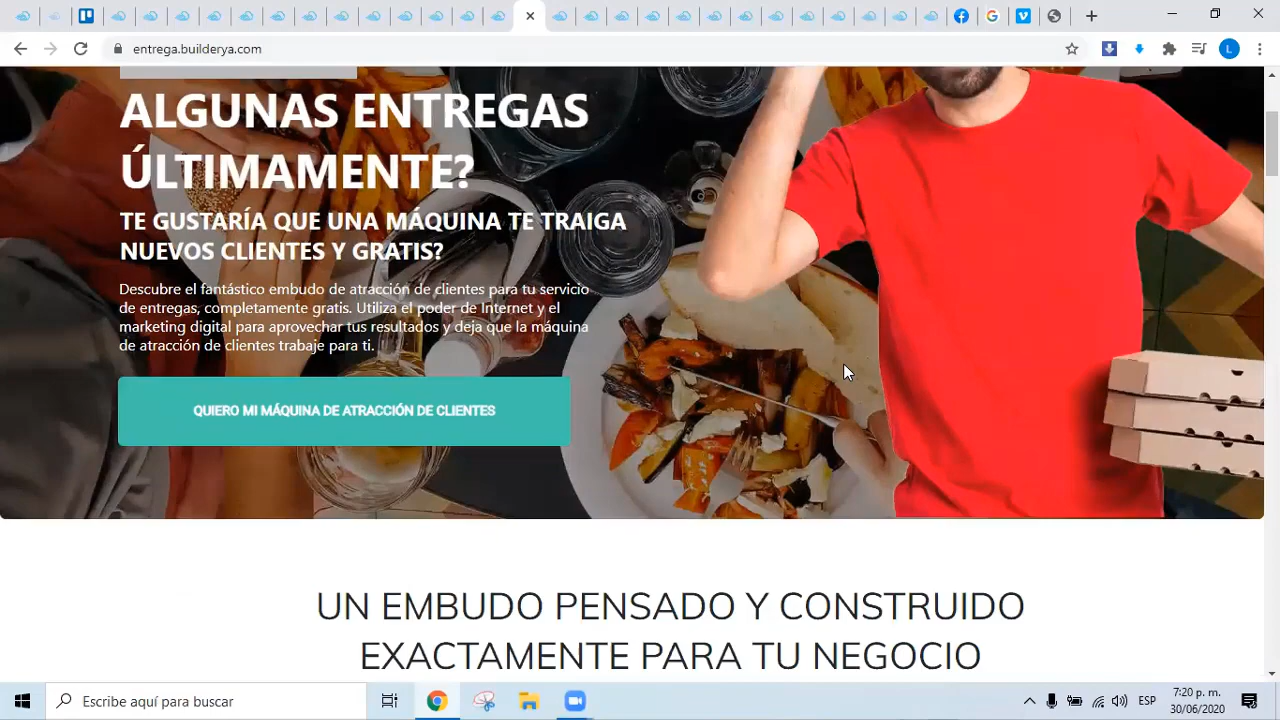 entrega.builderya.com
L
ALGUNAS ENTREGAS
ÚLTIMAMENTE?
TE GUSTARÍA QUE UNA MÁQUINA TE TRAIGA
NUEVOS CLIENTES Y GRATIS?
Descubre el fantástico embudo de atracción de clientes para tu servicio
de entregas, completamente gratis. Utiliza el poder de Internet y el
marketing digital para aprovechar tus resultados y deja que la máquina
de atracción de clientes trabaje para ti.
QUIERO MI MÁQUINA DE ATRACCIÓN DE CLIENTES
UN EMBUDO PENSADO Y CONSTRUIDO
EXACTAMENTE PARA TU NEGOCIO
Escribe aquí para buscar
ESP
7:20 p. m.
30/06/2020